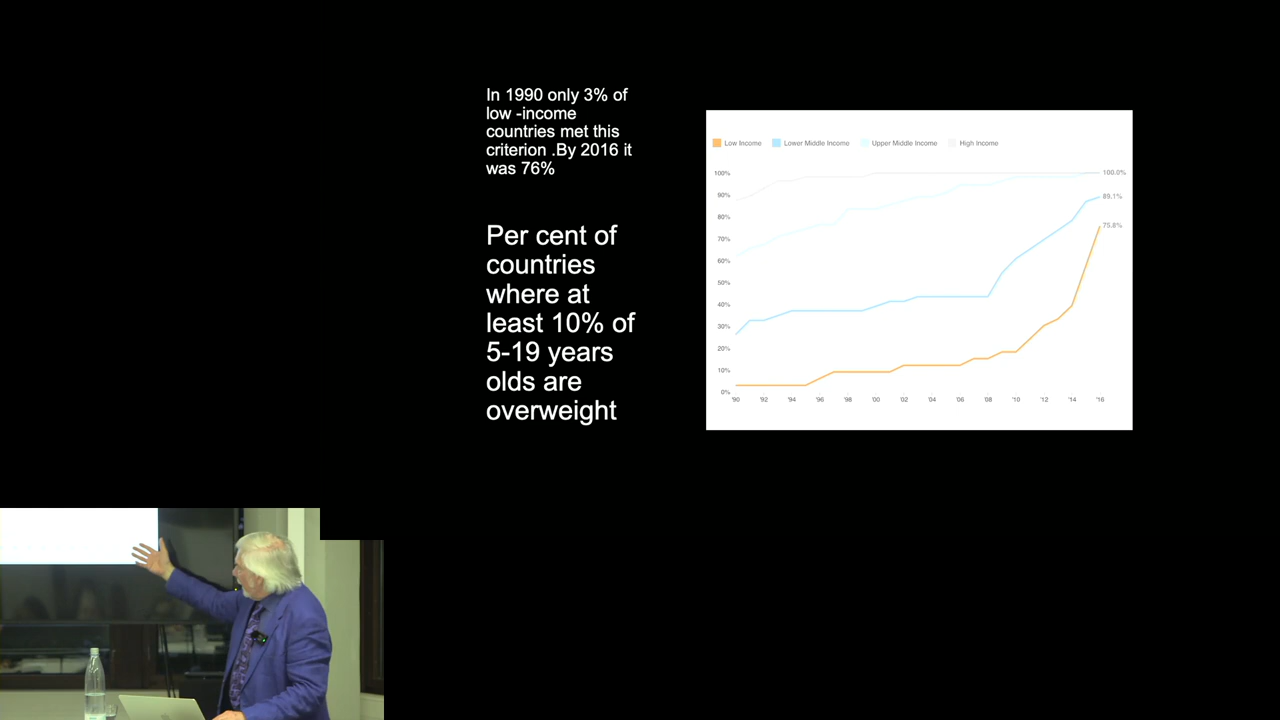 In 1990 only 3% of
low -income
countries met this
criterion .By 2016 it
was 76%
Per cent of
countries
where at
least 10% of
5-19 years
olds are
overweight
Low Income
Lower Middle Income
Upper Middle Income
High Income
100%
90%
80%
70%
60%
50%
40%
30%
20%
10%
0%
'90
'92
'94
'96
'98
'00
'02
'04
'06
'08
'10
'12
'14
'16
100.0%
89.1%
75.8%